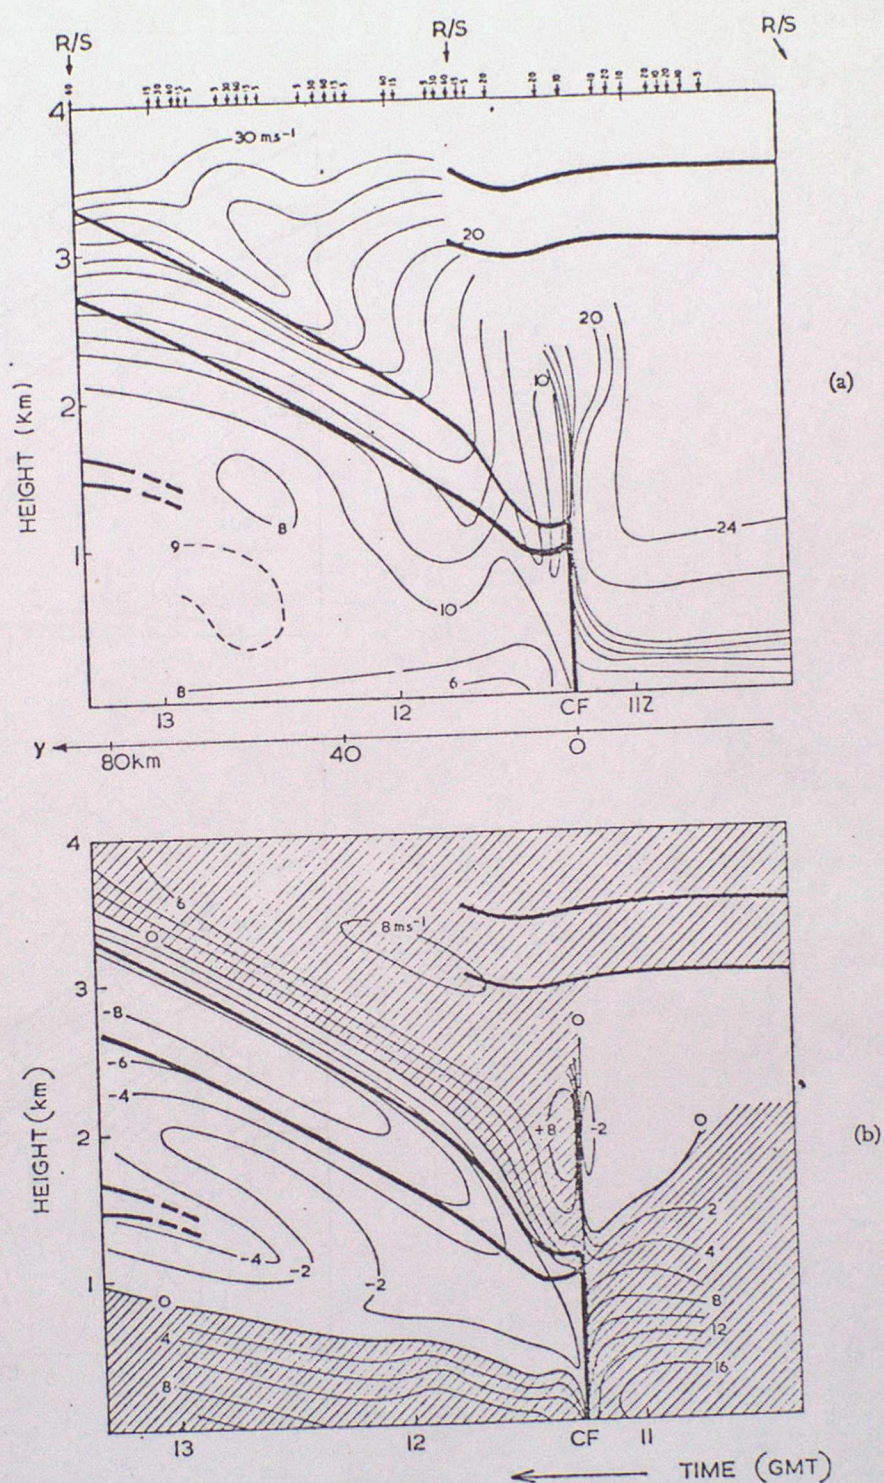 R/S R/S R/S
4
30 ms⁻¹
20
3
20
10
(a)
2
HEIGHT (km)
8
24
9
1
10
8
6
13 12 CF 11Z
y 80km 40 0
4
6
8 ms⁻¹
0
3
-8
0
-6
-4
+8 -2 0
(b)
2
HEIGHT (km)
2
4
-4
-2
-2
1
8
0
12
4
16
8
13 12 CF 11
TIME (GMT)